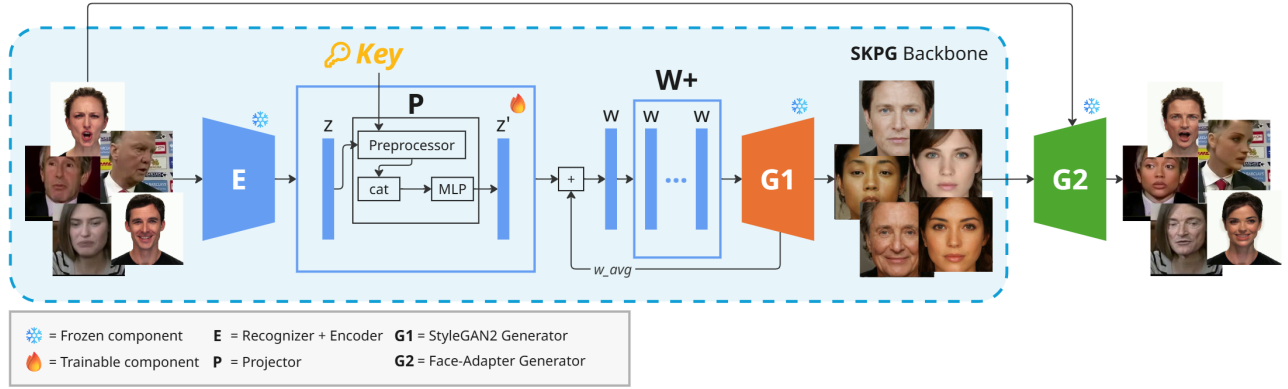 SKPG Backbone
Key
W+
P
z
z'
w
w
w
Preprocessor
cat
MLP
E
+
...
G1
G2
w_avg
= Frozen component
E = Recognizer + Encoder
G1 = StyleGAN2 Generator
= Trainable component
P = Projector
G2 = Face-Adapter Generator